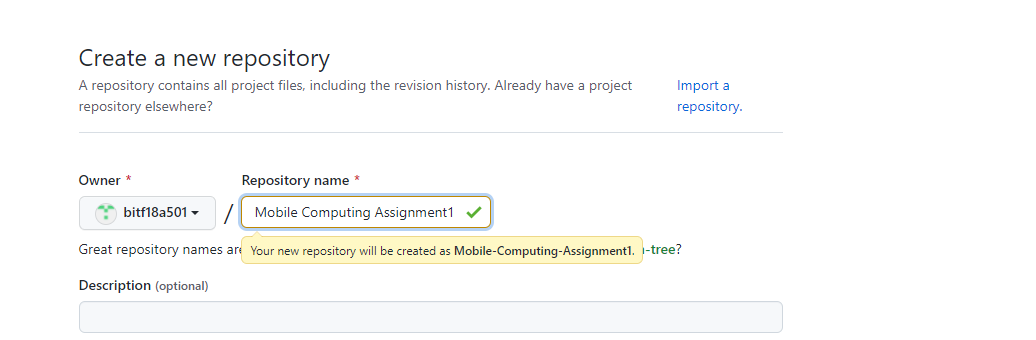 Create a new repository
A repository contains all project files, including the revision history. Already have a project
repository elsewhere?
Import a
repository.
Owner *
Repository name *
bitf18a501
/
Mobile Computing Assignment1
Great repository names are
-tree?
Your new repository will be created as Mobile-Computing-Assignment1.
Description (optional)